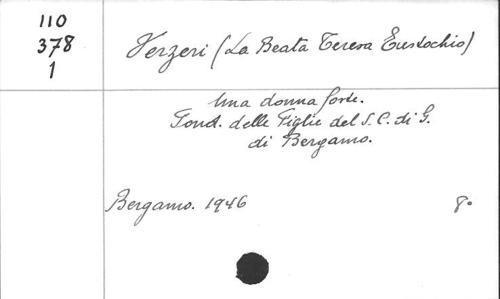 110
378
1
Verzeri (La Beata Teresa Eustochio)
Una donna forte.
Fond. delle Figlie del S. C. di G.
di Bergamo.
Bergamo. 1946
8.º